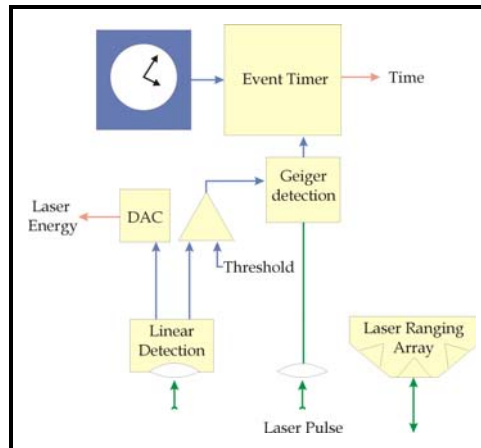 Event Timer
Time
Geiger
detection
Laser
Energy
DAC
Threshold
Linear
Detection
Laser Ranging
Array
Laser Pulse